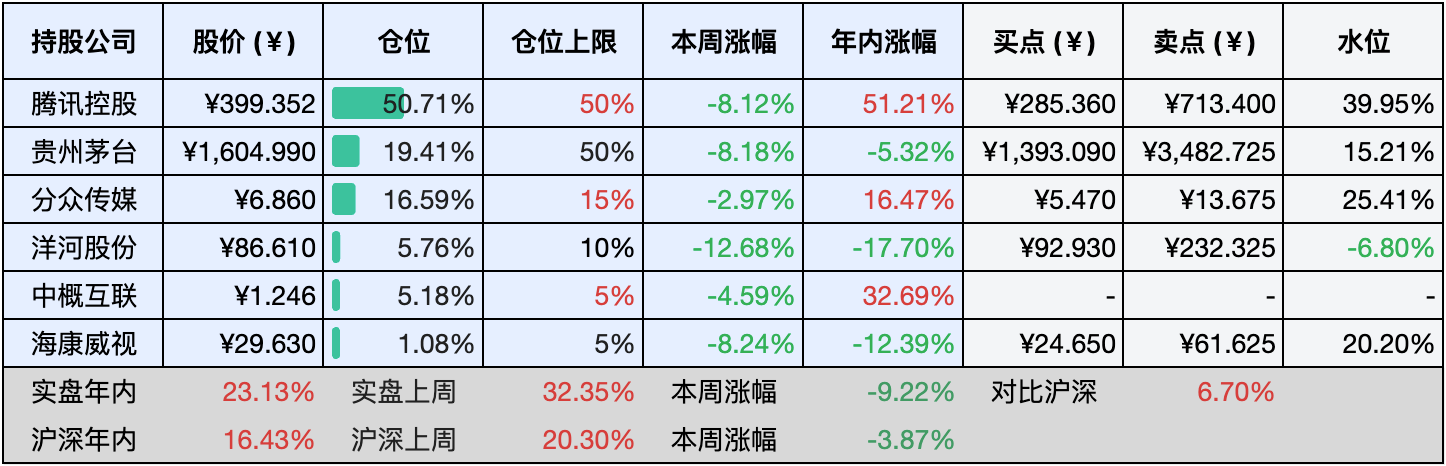 持股公司 股价 (¥) 仓位 仓位上限 本周涨幅 年内涨幅 买点 (¥) 卖点 (¥) 水位
腾讯控股 ¥399.352 50.71% 50% -8.12% 51.21% ¥285.360 ¥713.400 39.95%
贵州茅台 ¥1,604.990 19.41% 50% -8.18% -5.32% ¥1,393.090 ¥3,482.725 15.21%
分众传媒 ¥6.860 16.59% 15% -2.97% 16.47% ¥5.470 ¥13.675 25.41%
洋河股份 ¥86.610 5.76% 10% -12.68% -17.70% ¥92.930 ¥232.325 -6.80%
中概互联 ¥1.246 5.18% 5% -4.59% 32.69% - - -
海康威视 ¥29.630 1.08% 5% -8.24% -12.39% ¥24.650 ¥61.625 20.20%
实盘年内 23.13% 实盘上周 32.35% 本周涨幅 -9.22% 对比沪深 6.70%
沪深年内 16.43% 沪深上周 20.30% 本周涨幅 -3.87%